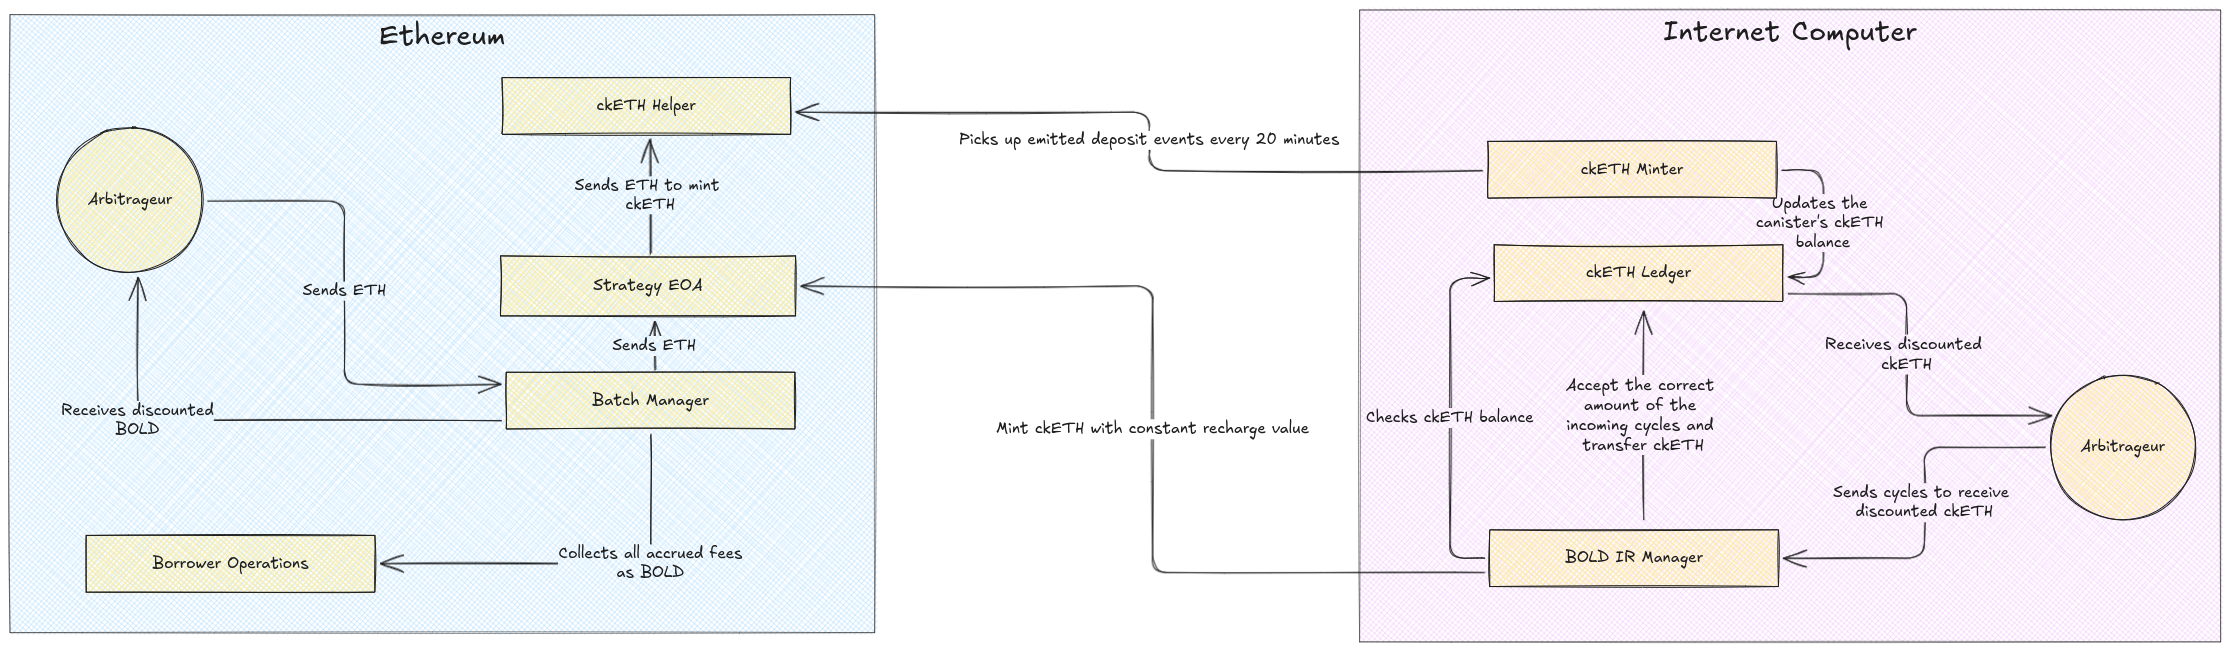 Ethereum
ckETH Helper
Sends ETH to mint
ckETH
Arbitrageur
Sends ETH
Strategy EOA
Sends ETH
Batch Manager
Receives discounted
BOLD
Borrower Operations
Collects all accrued fees
as BOLD
Picks up emitted deposit events every 20 minutes
Mint ckETH with constant recharge value
Internet Computer
ckETH Minter
Updates the
canister's ckETH
balance
ckETH Ledger
Receives discounted
ckETH
Checks ckETH balance
Accept the correct
amount of the
incoming cycles and
transfer ckETH
Arbitrageur
Sends cycles to receive
discounted ckETH
BOLD IR Manager